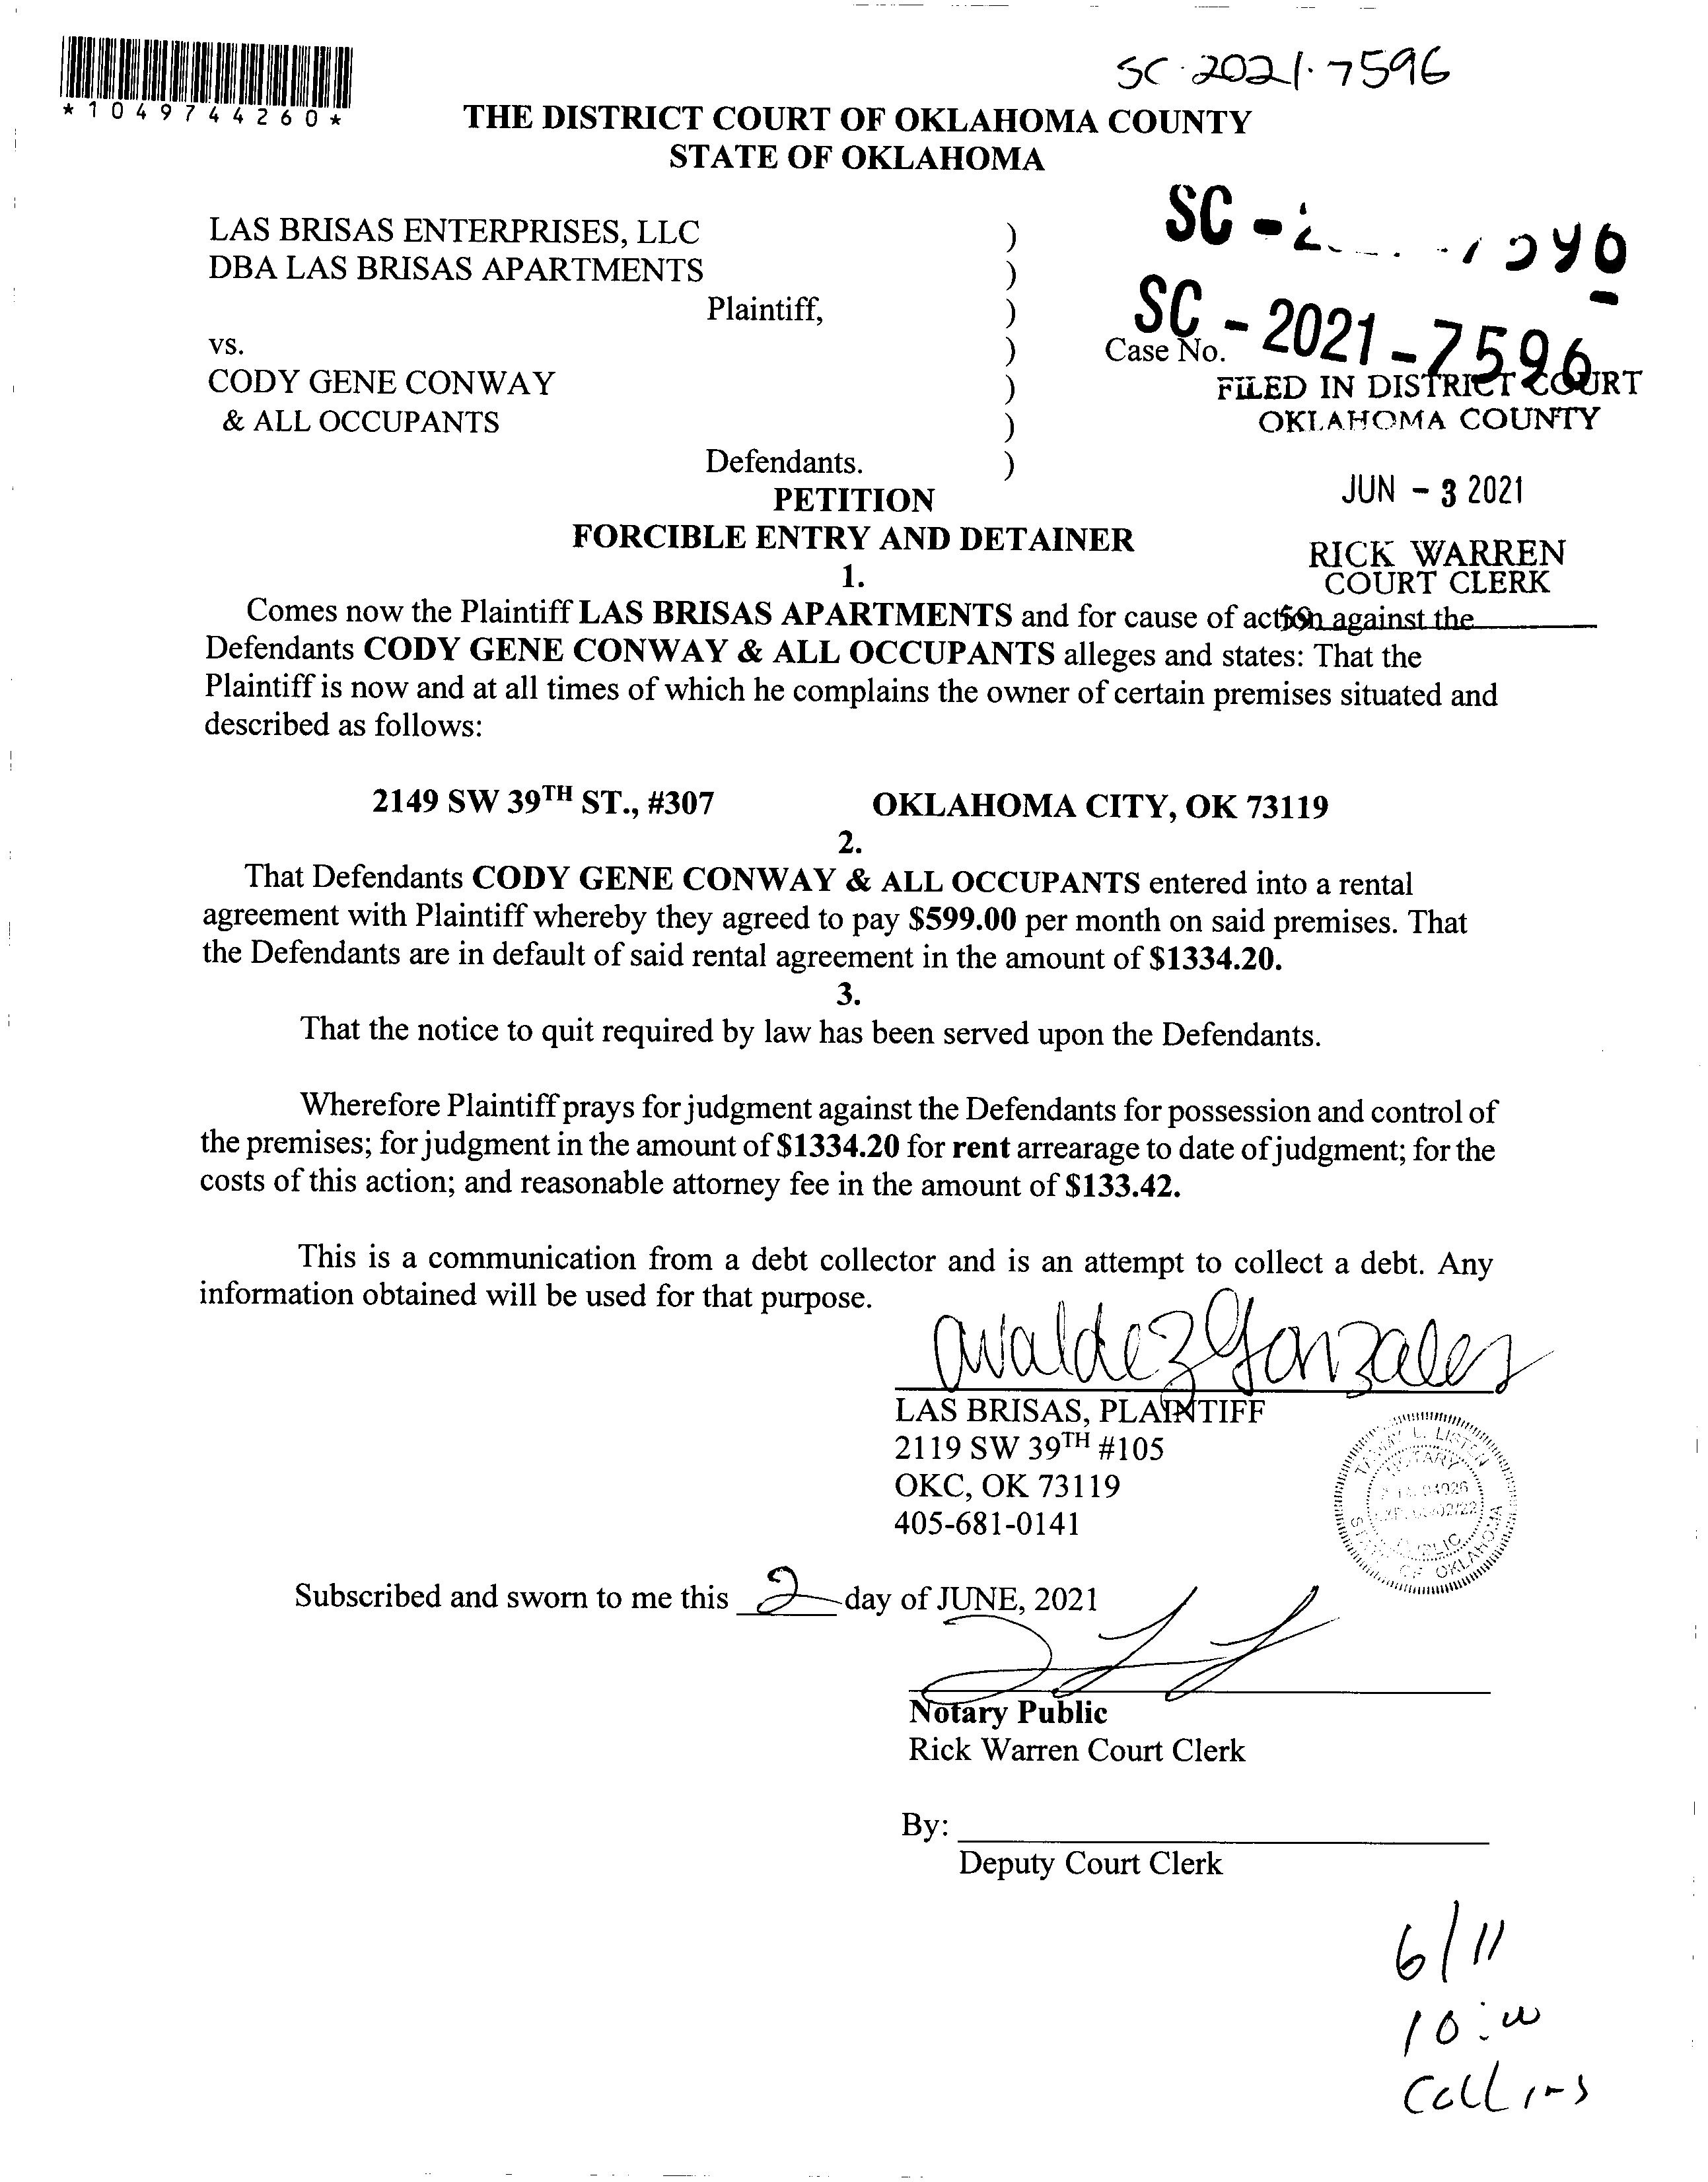 SC-2021-7596
*1049744260*
THE DISTRICT COURT OF OKLAHOMA COUNTY
STATE OF OKLAHOMA
SC -
LAS BRISAS ENTERPRISES, LLC )
DBA LAS BRISAS APARTMENTS )
Plaintiff, )
vs. )
Case No. SC - 2021 - 7596
CODY GENE CONWAY )
& ALL OCCUPANTS )
Defendants. )
FILED IN DISTRICT COURT
OKLAHOMA COUNTY
JUN - 3 2021
RICK WARREN
COURT CLERK
PETITION
FORCIBLE ENTRY AND DETAINER
1.
Comes now the Plaintiff LAS BRISAS APARTMENTS and for cause of action against the
Defendants CODY GENE CONWAY & ALL OCCUPANTS alleges and states: That the
Plaintiff is now and at all times of which he complains the owner of certain premises situated and
described as follows:
2149 SW 39TH ST., #307 OKLAHOMA CITY, OK 73119
2.
That Defendants CODY GENE CONWAY & ALL OCCUPANTS entered into a rental
agreement with Plaintiff whereby they agreed to pay $599.00 per month on said premises. That
the Defendants are in default of said rental agreement in the amount of $1334.20.
3.
That the notice to quit required by law has been served upon the Defendants.
Wherefore Plaintiff prays for judgment against the Defendants for possession and control of
the premises; for judgment in the amount of $1334.20 for rent arrearage to date of judgment; for the
costs of this action; and reasonable attorney fee in the amount of $133.42.
This is a communication from a debt collector and is an attempt to collect a debt. Any
information obtained will be used for that purpose.
avaldez Gonzales
LAS BRISAS, PLAINTIFF
2119 SW 39TH #105
OKC, OK 73119
405-681-0141
L. LISTEN
NOTARY
PUBLIC
STATE OF OKLAHOMA
Subscribed and sworn to me this 2 day of JUNE, 2021
Notary Public
Rick Warren Court Clerk
By:
Deputy Court Clerk
6/11
10:
Collins